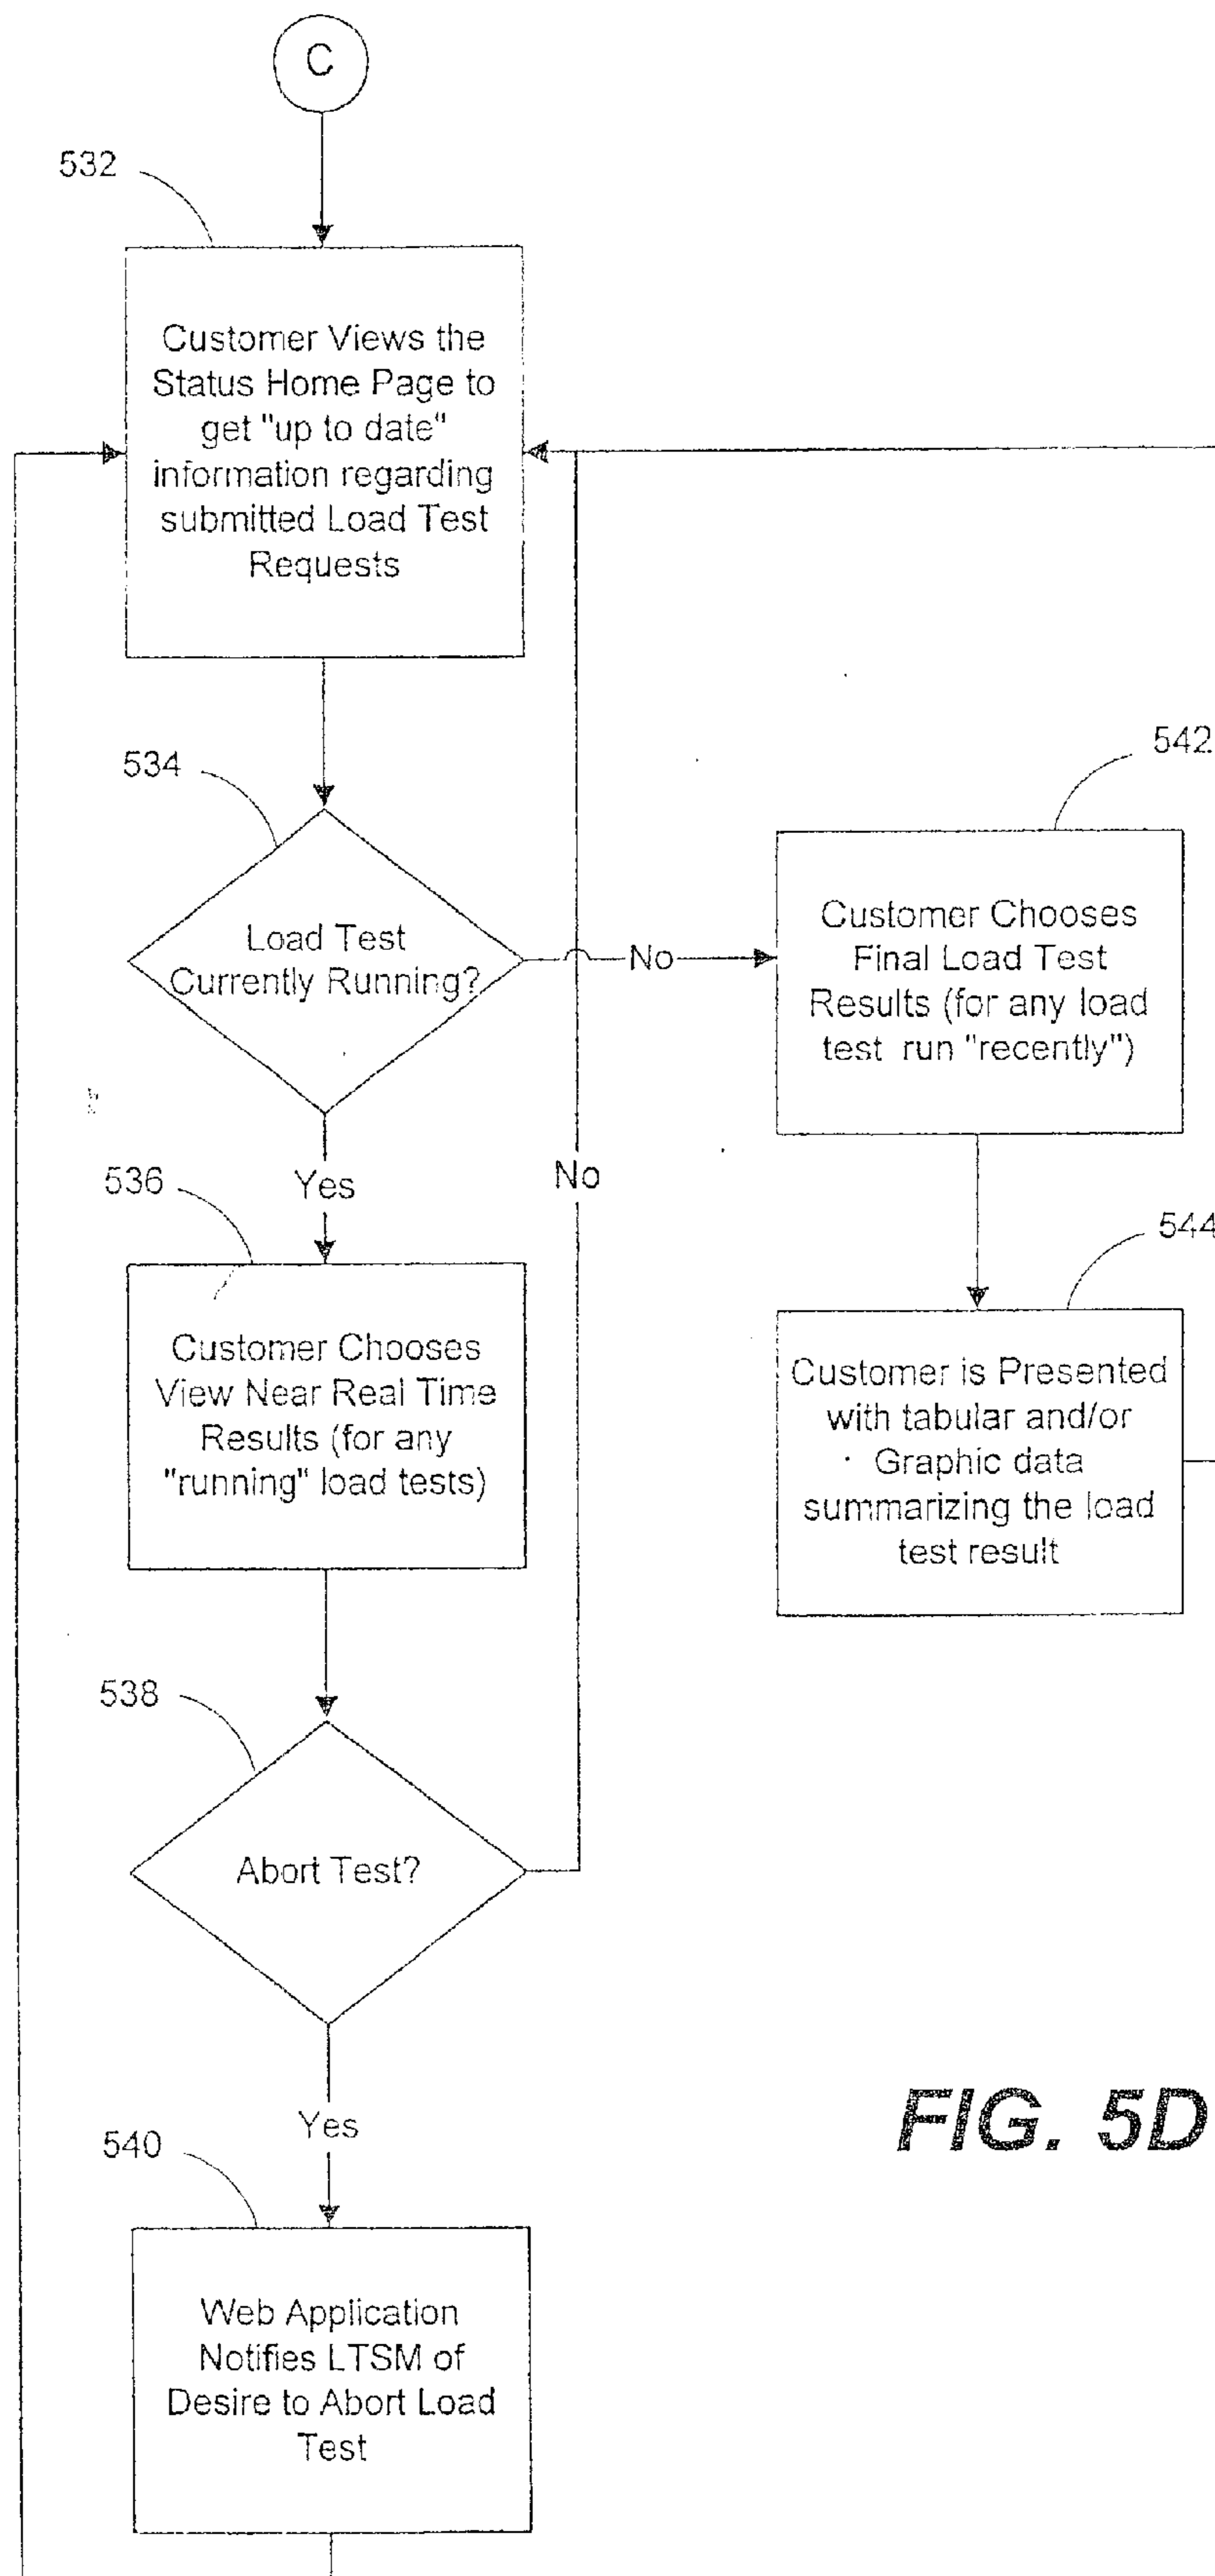 C
532
Customer Views the
Status Home Page to
get "up to date"
information regarding
submitted Load Test
Requests
534
Load Test
Currently Running?
No
542
Customer Chooses
Final Load Test
Results (for any load
test run "recently")
Yes
No
536
Customer Chooses
View Near Real Time
Results (for any
"running" load tests)
544
Customer is Presented
with tabular and/or
Graphic data
summarizing the load
test result
538
Abort Test?
Yes
540
Web Application
Notifies LTSM of
Desire to Abort Load
Test
FIG. 5D